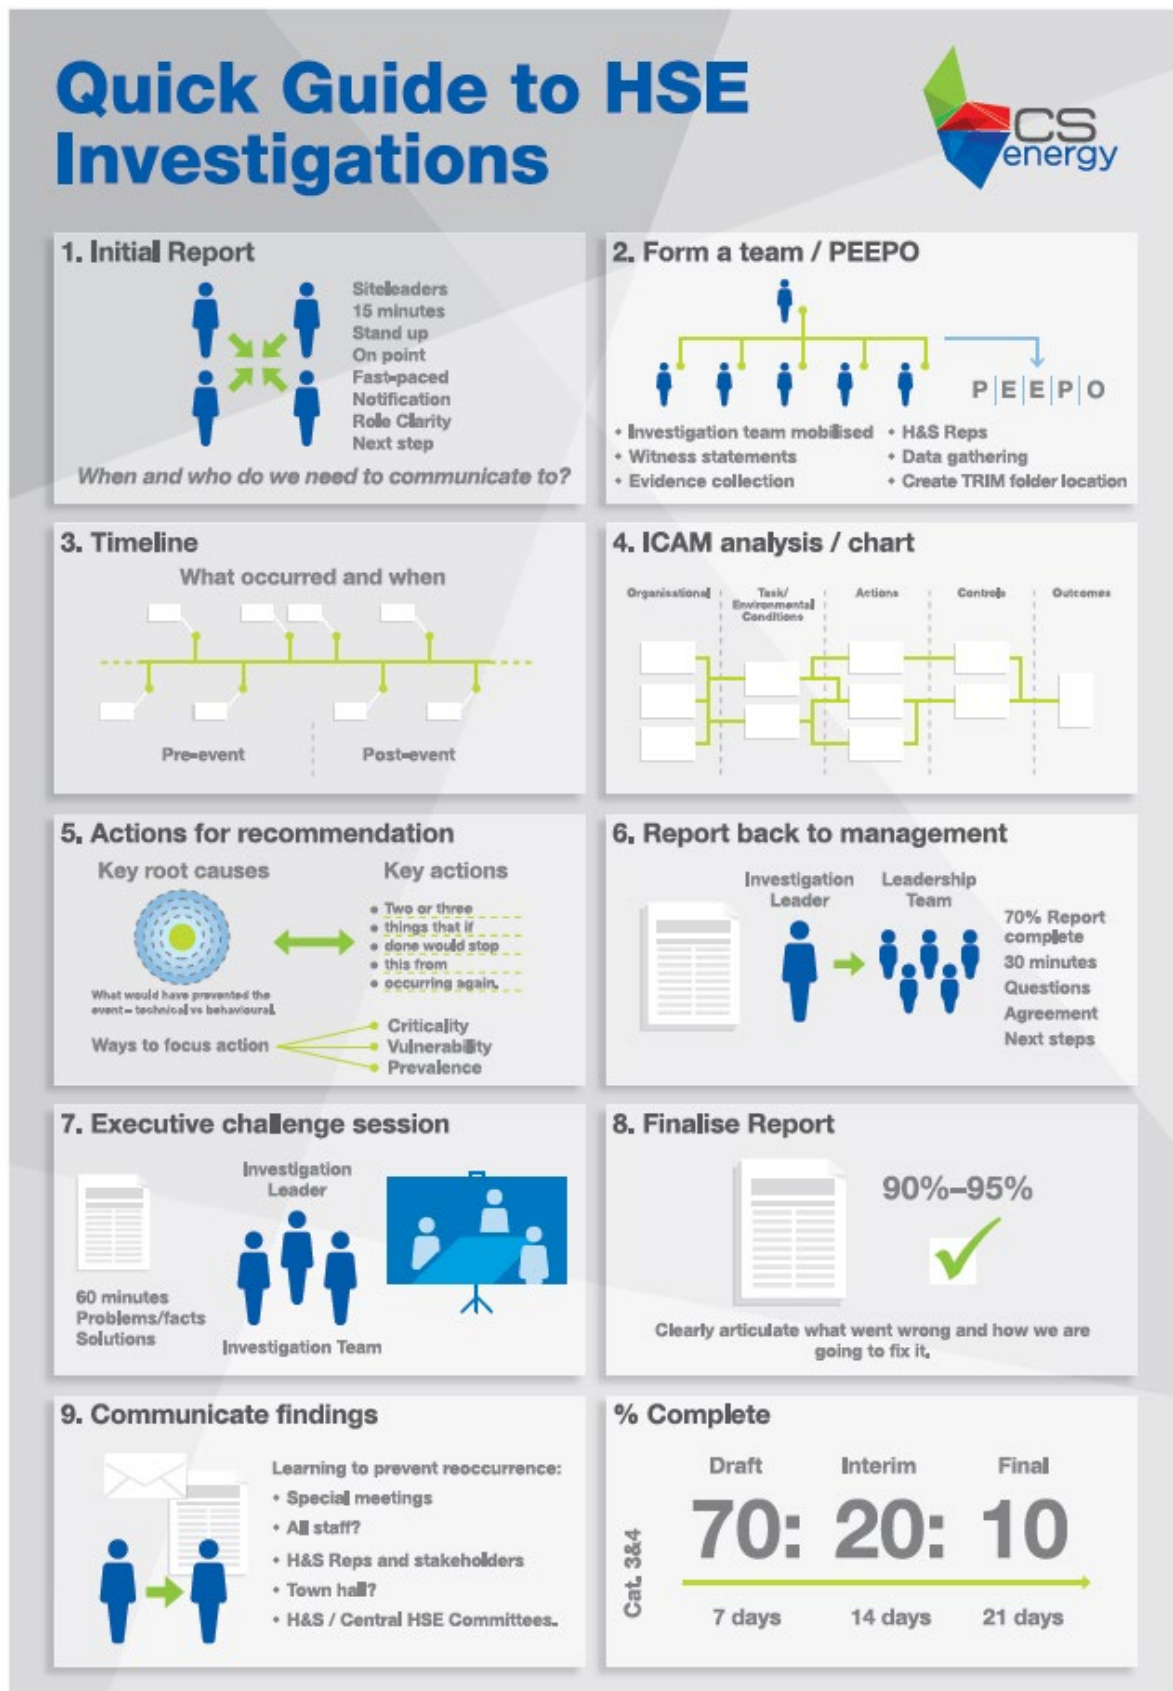 Quick Guide to HSE
Investigations
CS
energy
1. Initial Report
Siteleaders
15 minutes
Stand up
On point
Fast-paced
Notification
Role Clarity
Next step
When and who do we need to communicate to?
2. Form a team / PEEPO
P|E|E|P|O
• Investigation team mobilised
• Witness statements
• Evidence collection
• H&S Reps
• Data gathering
• Create TRIM folder location
3. Timeline
What occurred and when
Pre-event
Post-event
4. ICAM analysis / chart
Organisational
Task/
Environmental
Conditions
Actions
Controls
Outcomes
5. Actions for recommendation
Key root causes
What would have prevented the
event – technical vs behavioural.
Key actions
• Two or three
• things that if
• done would stop
• this from
• occurring again.
Ways to focus action
Criticality
Vulnerability
Prevalence
6. Report back to management
Investigation
Leader
Leadership
Team
70% Report
complete
30 minutes
Questions
Agreement
Next steps
7. Executive challenge session
Investigation
Leader
60 minutes
Problems/facts
Solutions
Investigation Team
8. Finalise Report
90%–95%
Clearly articulate what went wrong and how we are
going to fix it.
9. Communicate findings
Learning to prevent reoccurrence:
• Special meetings
• All staff?
• H&S Reps and stakeholders
• Town hall?
• H&S / Central HSE Committees.
% Complete
Cat. 3&4
Draft
Interim
Final
70: 20: 10
7 days
14 days
21 days